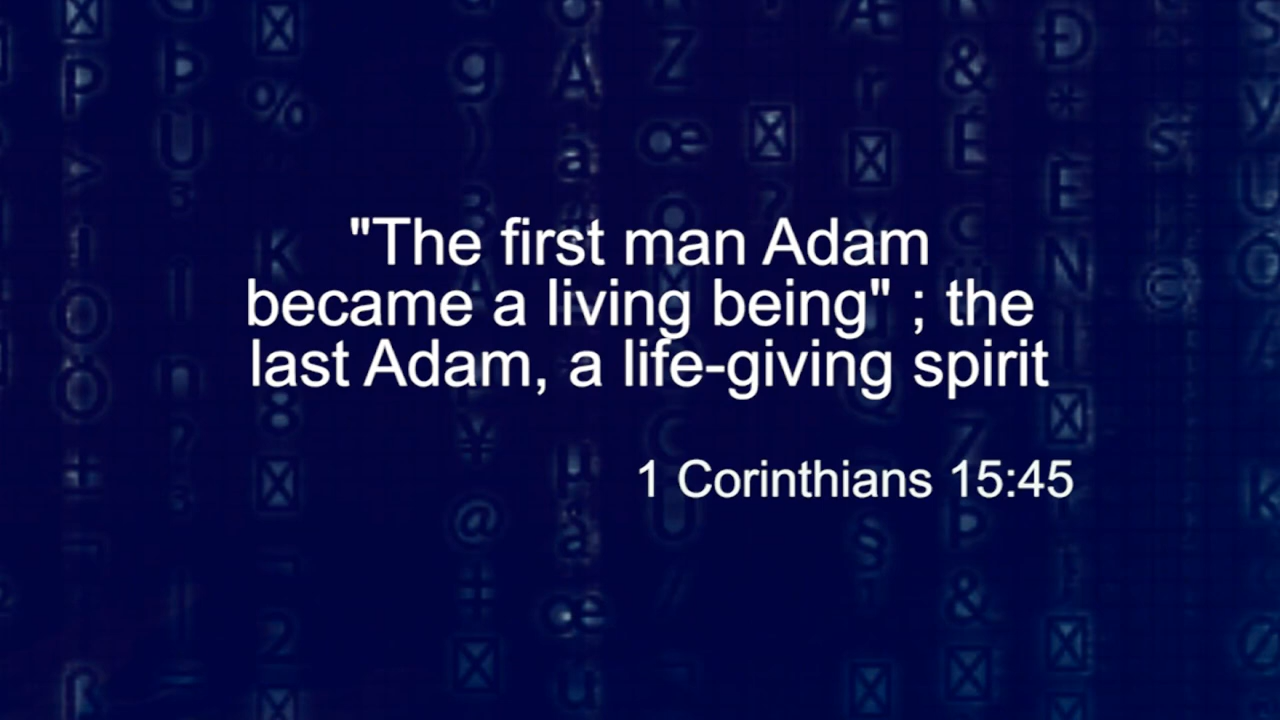 "The first man Adam
became a living being" ; the
last Adam, a life-giving spirit
1 Corinthians 15:45